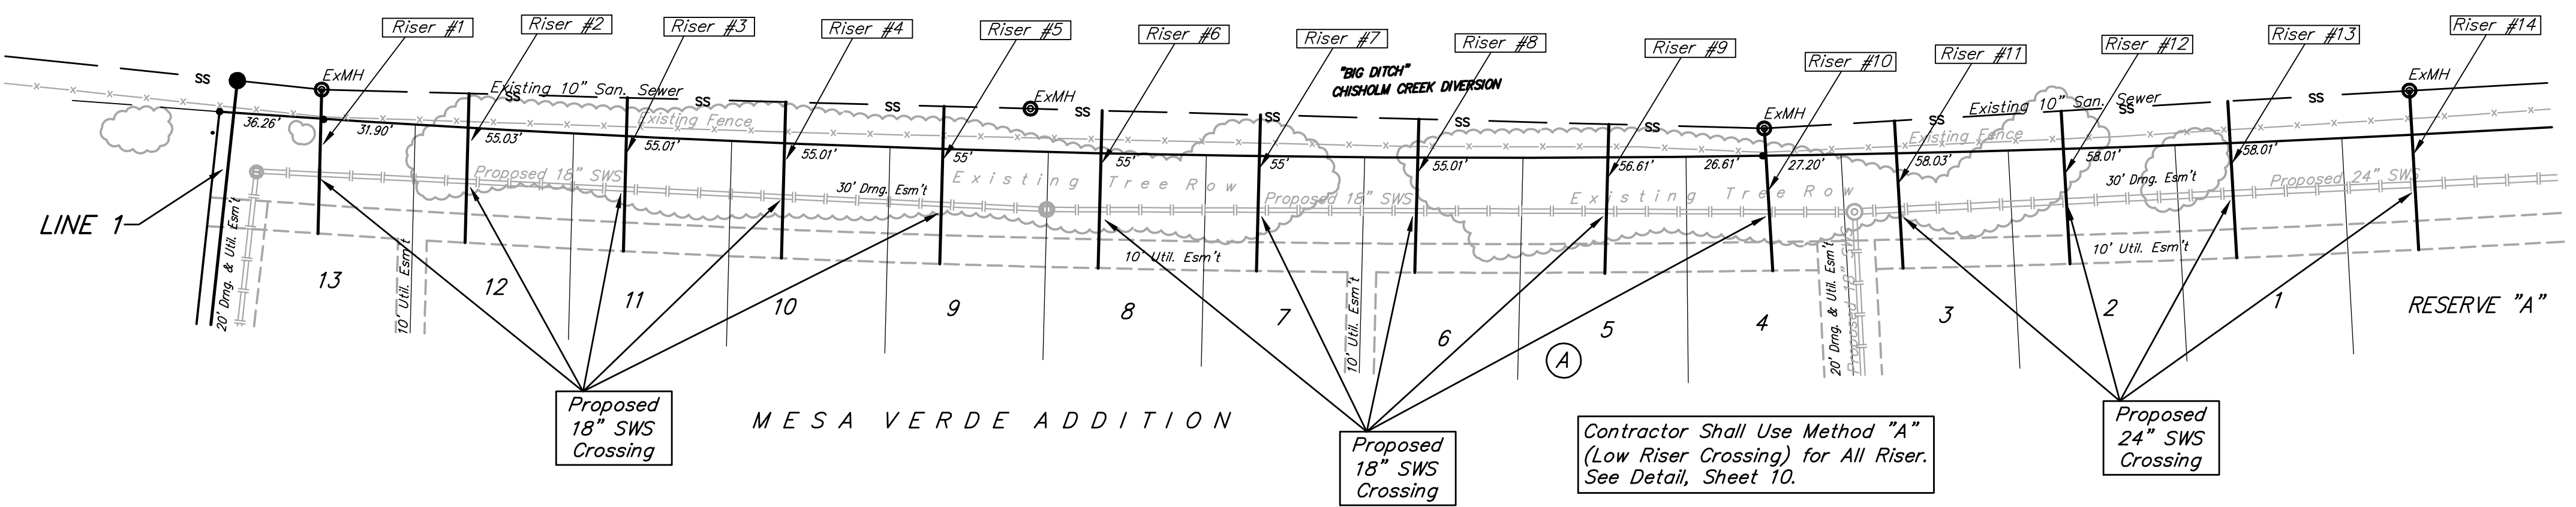 Riser #1
Riser #2
Riser #3
Riser #4
Riser #5
Riser #6
Riser #7
Riser #8
Riser #9
Riser #10
Riser #11
Riser #12
Riser #13
Riser #14
"BIG DITCH"
CHISHOLM CREEK DIVERSION
SS
ExMH
Existing 10" San. Sewer
SS
SS
SS
ExMH
SS
SS
SS
ExMH
SS
Existing 10" San. Sewer
SS
SS
ExMH
Existing Fence
Existing Fence
36.26'
31.90'
55.03'
55.01'
55.01'
55'
55'
55'
55.01'
56.61'
26.61'
27.20'
58.03'
58.01'
58.01'
Proposed 18" SWS
30' Drng. Esm't
Existing Tree Row
Proposed 18" SWS
Existing Tree Row
30' Drng. Esm't
Proposed 24" SWS
LINE 1
20' Drng. & Util. Esm't
10' Util. Esm't
10' Util. Esm't
10' Util. Esm't
20' Drng. & Util. Esm't
Proposed 18" SWS
10' Util. Esm't
13
12
11
10
9
8
7
6
5
4
3
2
1
RESERVE "A"
A
MESA VERDE ADDITION
Proposed
18" SWS
Crossing
Proposed
18" SWS
Crossing
Contractor Shall Use Method "A"
(Low Riser Crossing) for All Riser.
See Detail, Sheet 10.
Proposed
24" SWS
Crossing